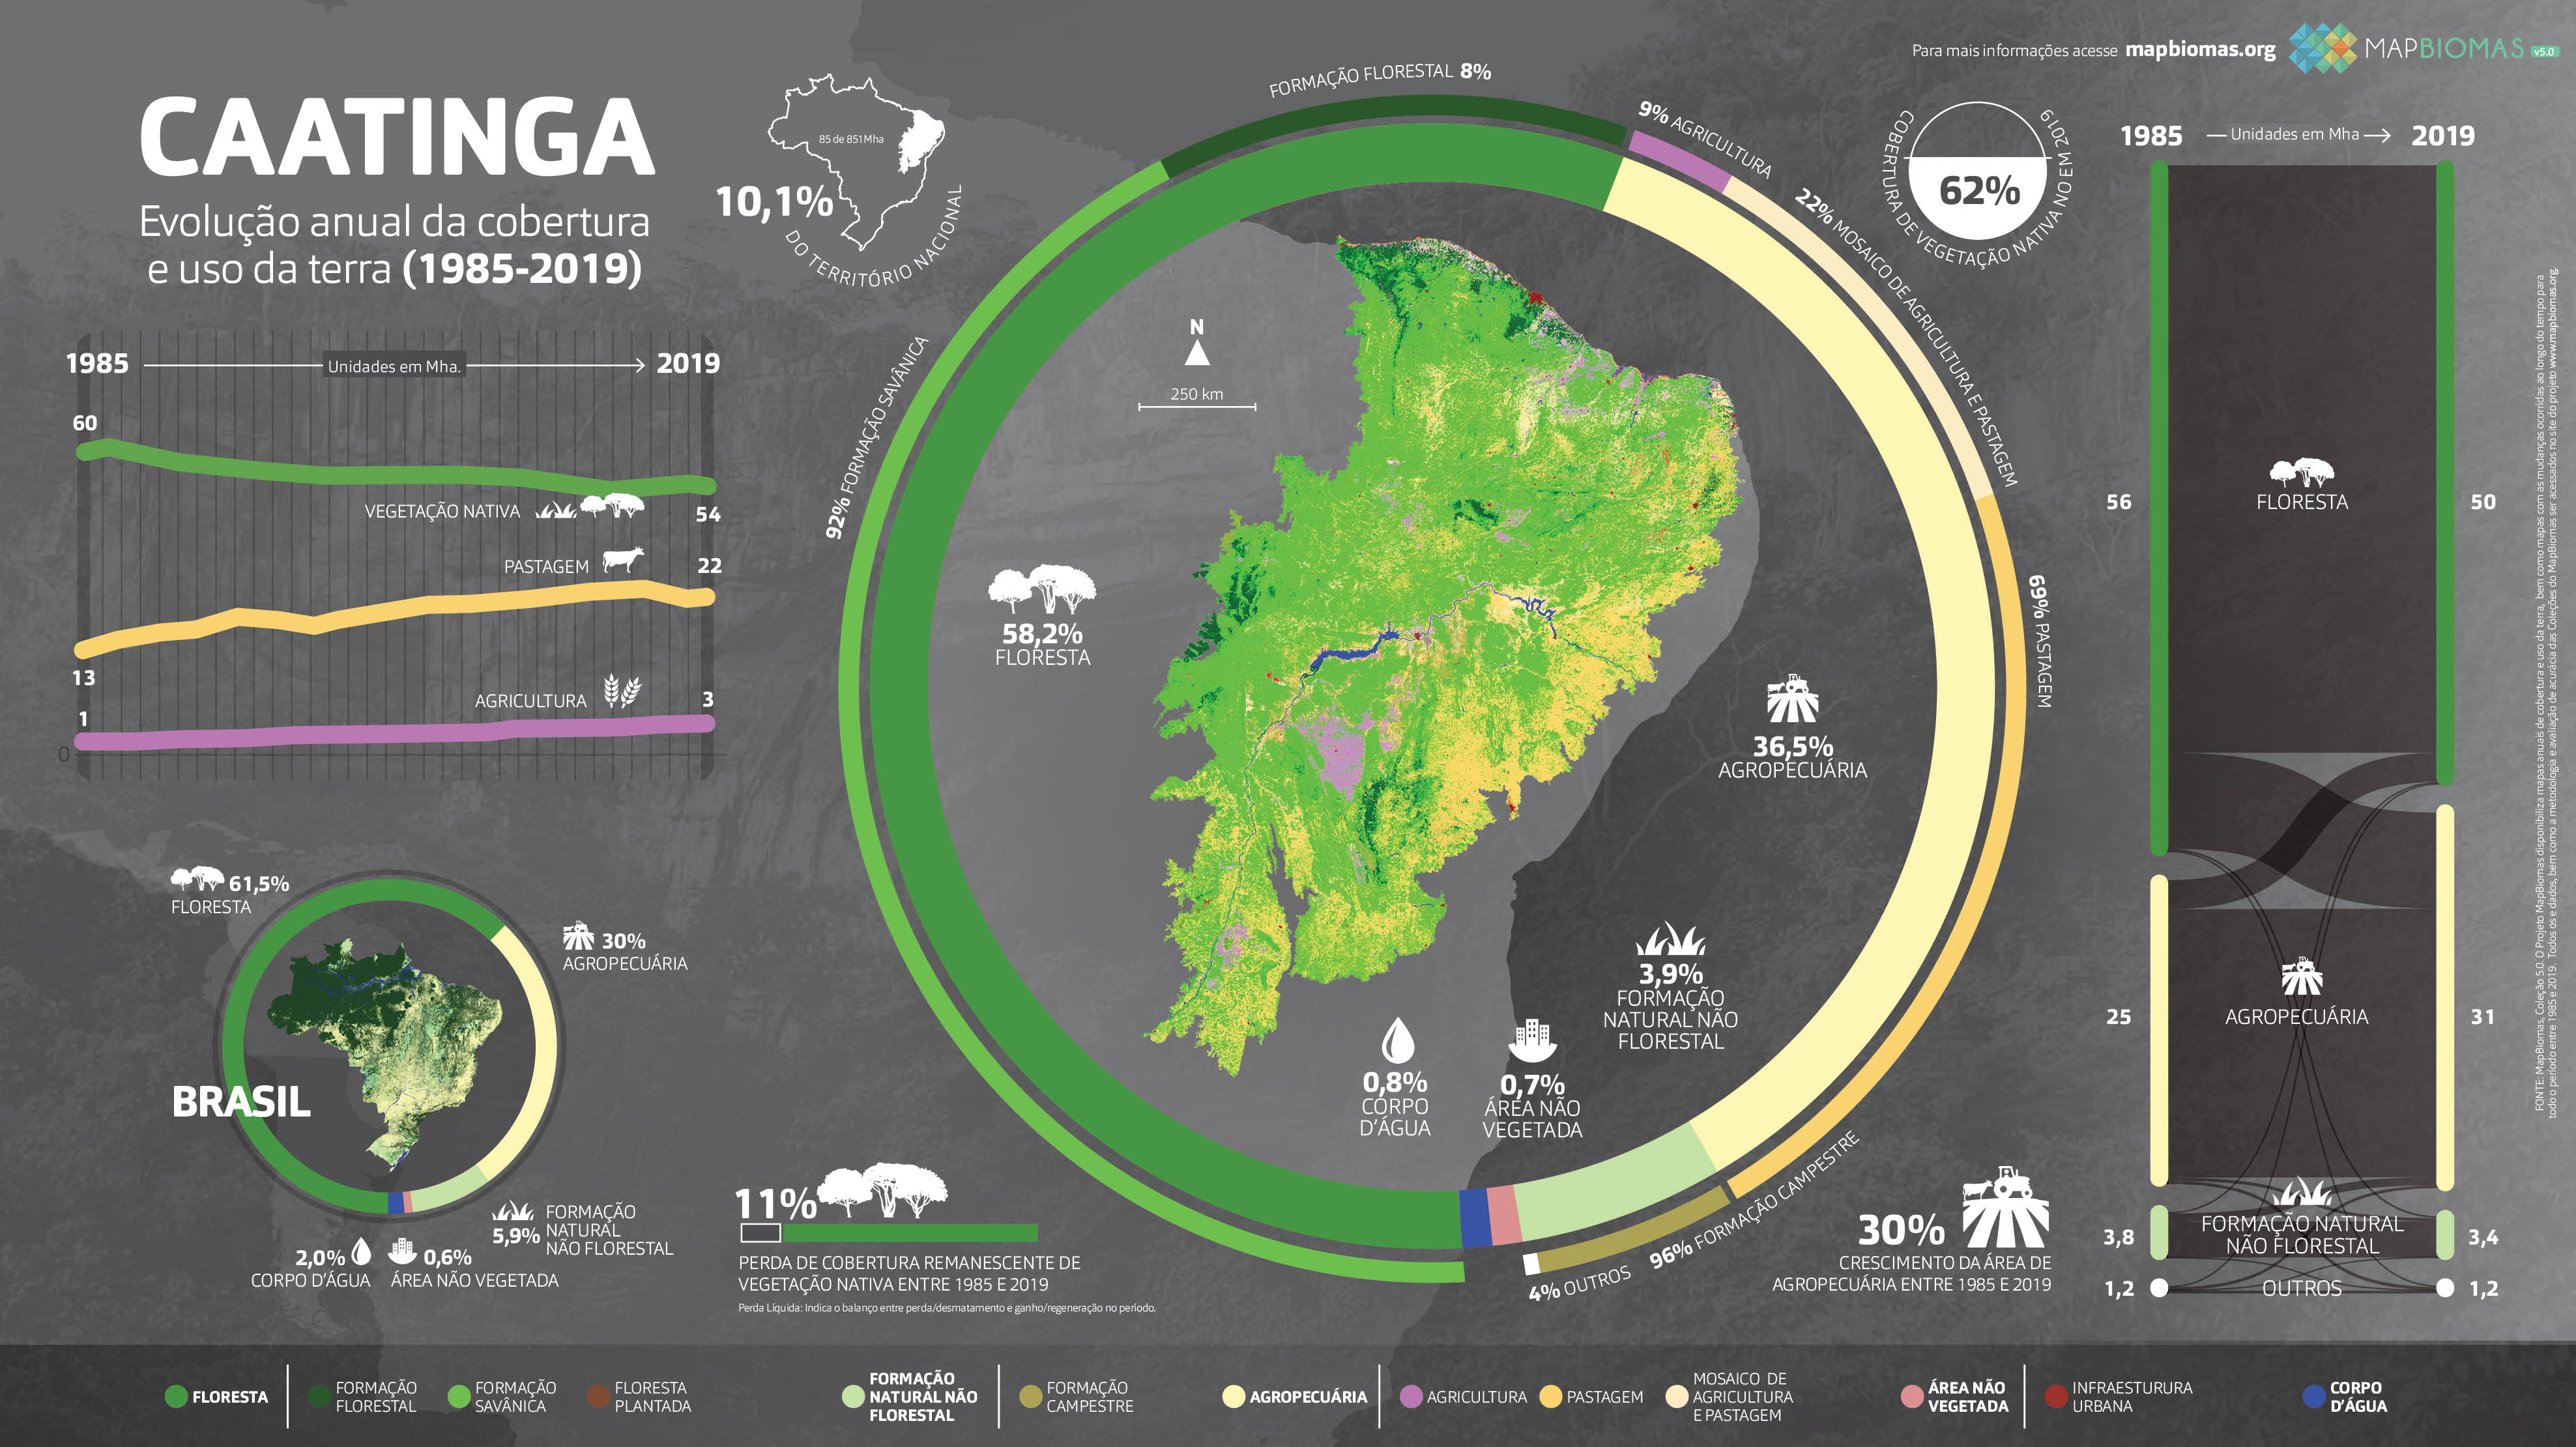 CAATINGA
Evolução anual da cobertura
e uso da terra (1985-2019)
85 de 851Mha
10,1%
DO TERRITÓRIO NACIONAL
Para mais informações acesse mapbiomas.org
MAPBIOMAS v5.0
1985
Unidades em Mha.
2019
60
VEGETAÇÃO NATIVA
54
PASTAGEM
22
13
AGRICULTURA
3
1
0
61,5%
FLORESTA
30%
AGROPECUÁRIA
BRASIL
5,9%
FORMAÇÃO
NATURAL
NÃO FLORESTAL
2,0%
CORPO D'ÁGUA
0,6%
ÁREA NÃO VEGETADA
FORMAÇÃO FLORESTAL 8%
9% AGRICULTURA
22% MOSAICO DE AGRICULTURA E PASTAGEM
69% PASTAGEM
92% FORMAÇÃO SAVÂNICA
96% FORMAÇÃO CAMPESTRE
4% OUTROS
N
250 km
58,2%
FLORESTA
36,5%
AGROPECUÁRIA
3,9%
FORMAÇÃO
NATURAL NÃO
FLORESTAL
0,8%
CORPO
D'ÁGUA
0,7%
ÁREA NÃO
VEGETADA
62%
COBERTURA DE VEGETAÇÃO NATIVA NO EM 2019
11%
PERDA DE COBERTURA REMANESCENTE DE
VEGETAÇÃO NATIVA ENTRE 1985 E 2019
Perda Líquida: Indica o balanço entre perda/desmatamento e ganho/regeneração no período.
30%
CRESCIMENTO DA ÁREA DE
AGROPECUÁRIA ENTRE 1985 E 2019
1985
Unidades em Mha
2019
56
FLORESTA
50
25
AGROPECUÁRIA
31
3,8
FORMAÇÃO NATURAL
NÃO FLORESTAL
3,4
1,2
OUTROS
1,2
FONTE: MapBiomas, Coleção 5.0. O Projeto MapBiomas disponibiliza mapas anuais de cobertura e uso da terra, bem como mapas com as mudanças ocorridas ao longo do tempo para
todo o período entre 1985 e 2019. Todos os e dados, bem como a metodologia e avaliação de acurácia das Coleções do MapBiomas ser acessados no site do projeto www.mapbiomas.org.
FLORESTA
FORMAÇÃO
FLORESTAL
FORMAÇÃO
SAVÂNICA
FLORESTA
PLANTADA
FORMAÇÃO
NATURAL NÃO
FLORESTAL
FORMAÇÃO
CAMPESTRE
AGROPECUÁRIA
AGRICULTURA
PASTAGEM
MOSAICO DE
AGRICULTURA
E PASTAGEM
ÁREA NÃO
VEGETADA
INFRAESTURURA
URBANA
CORPO
D'ÁGUA